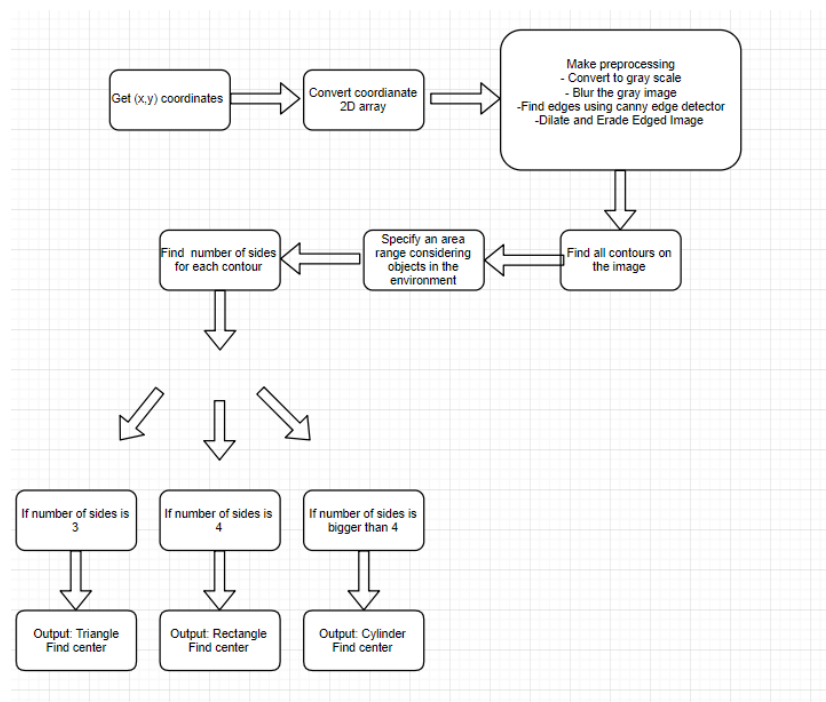 Get (x,y) coordinates
Convert coordianate
2D array
Make preprocessing
- Convert to gray scale
- Blur the gray image
-Find edges using canny edge detector
-Dilate and Erade Edged Image
Find all contours on
the image
Specify an area
range considering
objects in the
environment
Find  number of sides
for each contour
If number of sides is
3
If number of sides is
4
If number of sides is
bigger than 4
Output: Triangle
Find center
Output: Rectangle
Find center
Output: Cylinder
Find center